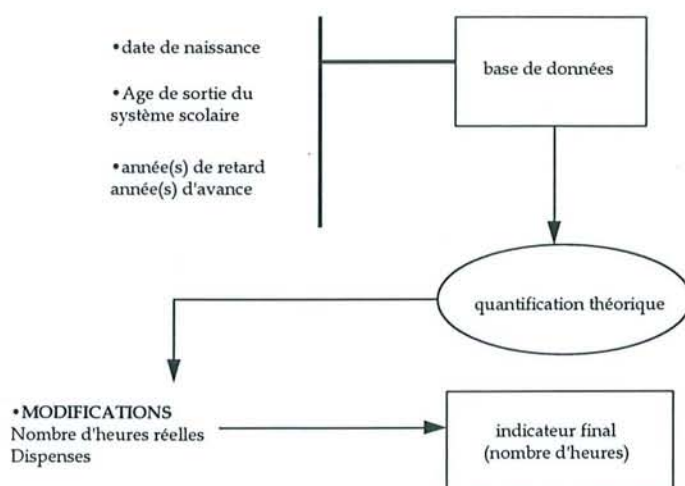 •date de naissance
•Age de sortie du
système scolaire
•année(s) de retard
année(s) d'avance
base de données
quantification théorique
•MODIFICATIONS
Nombre d'heures réelles
Dispenses
indicateur final
(nombre d'heures)